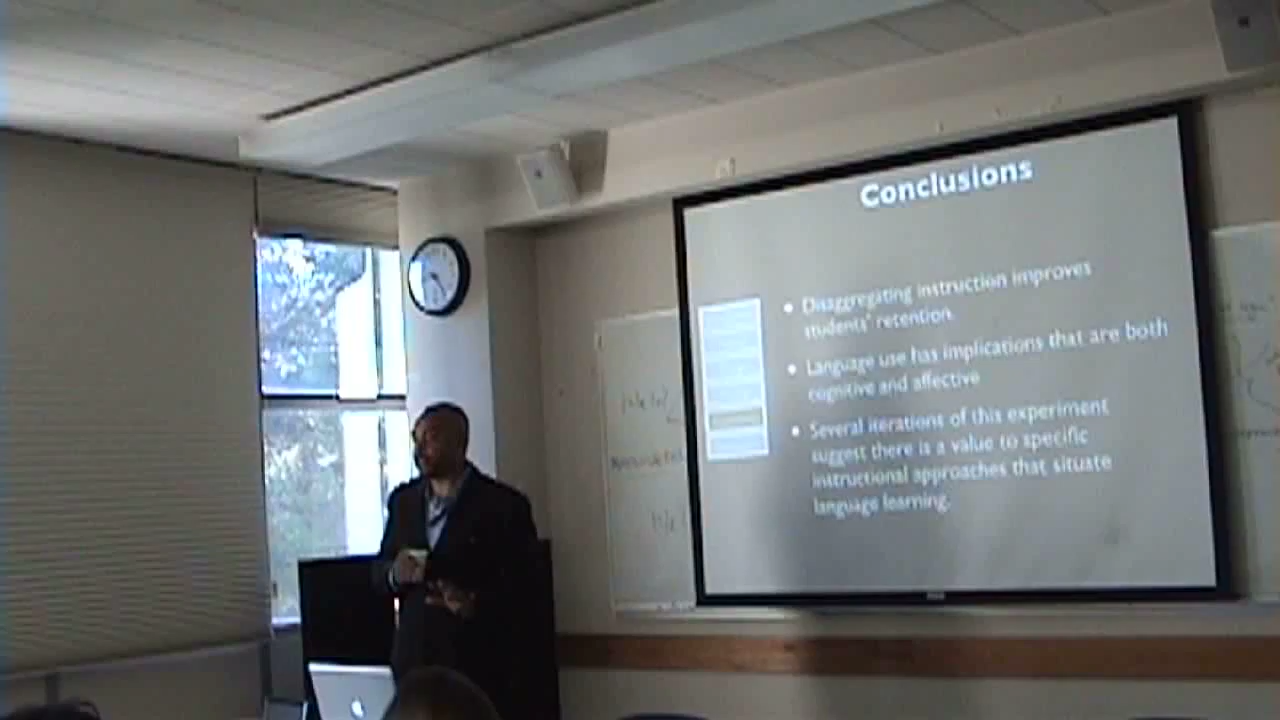 Conclusions
• Disaggregating instruction improves
students' retention.
• Language use has implications that are both
cognitive and affective
• Several iterations of this experiment
suggest there is a value to specific
instructional approaches that situate
language learning.